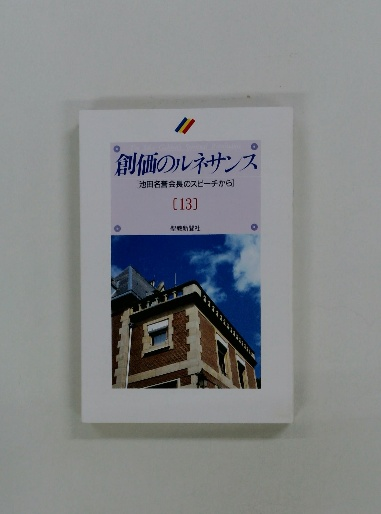 創価のルネサンス
池田名誉会長のスピーチから
[13]
聖教新聞社